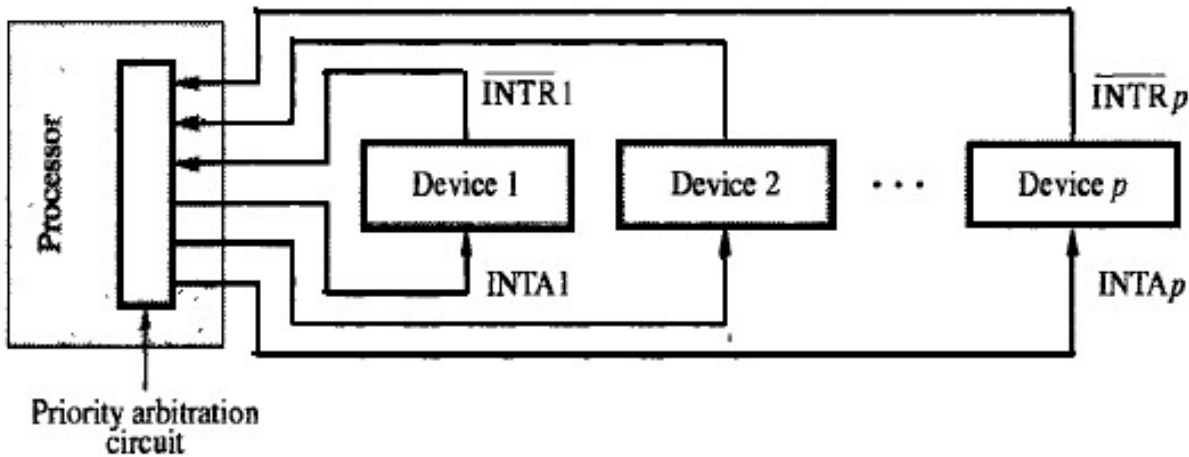 Processor
INTR1
INTRp
Device 1
Device 2
...
Device p
INTA1
INTAp
Priority arbitration
circuit